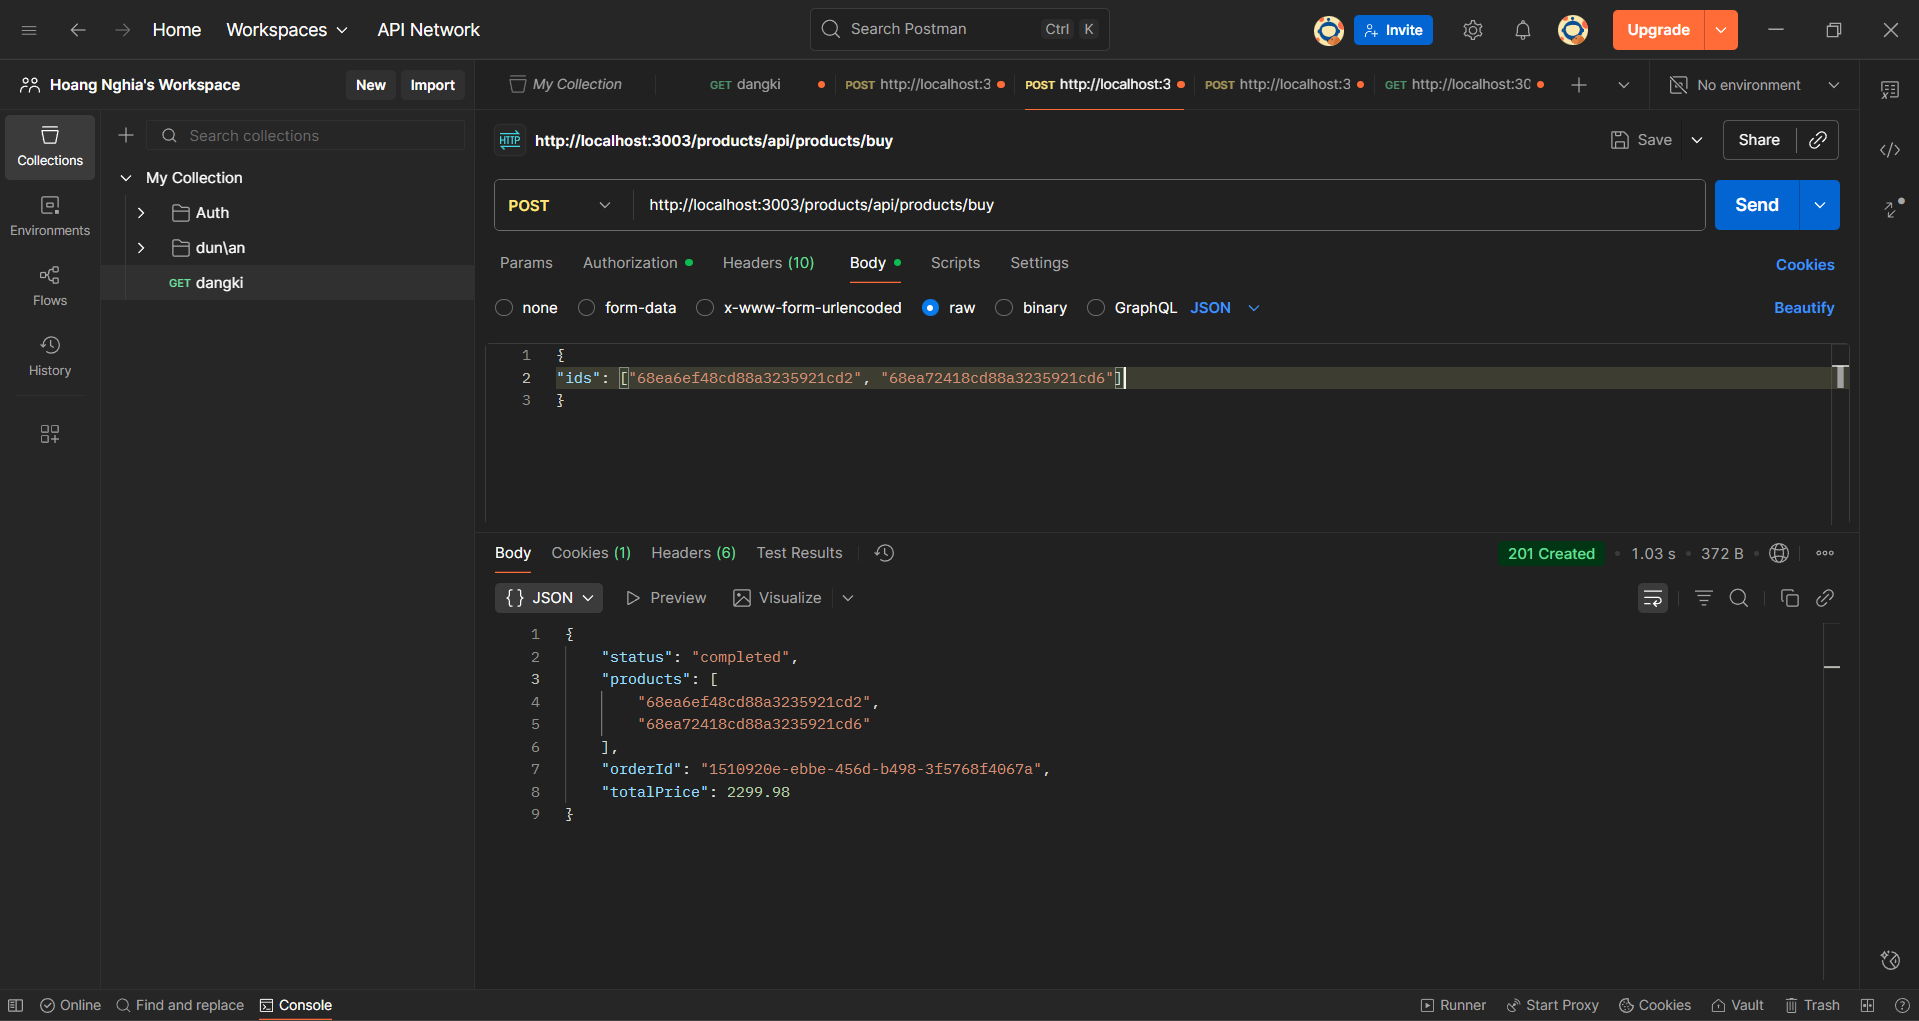 Home
Workspaces
API Network
Search Postman
Ctrl
K
Invite
Upgrade
Hoang Nghia's Workspace
New
Import
My Collection
GET dangki
POST http://localhost:3
POST http://localhost:3
POST http://localhost:3
GET http://localhost:30
No environment
Collections
Environments
Flows
History
Search collections
My Collection
Auth
dun\an
GET dangki
HTTP
http://localhost:3003/products/api/products/buy
Save
Share
POST
http://localhost:3003/products/api/products/buy
Send
Params
Authorization
Headers (10)
Body
Scripts
Settings
Cookies
none
form-data
x-www-form-urlencoded
raw
binary
GraphQL
JSON
Beautify
1 {
2 "ids": ["68ea6ef48cd88a3235921cd2", "68ea72418cd88a3235921cd6"]
3 }
Body
Cookies (1)
Headers (6)
Test Results
201 Created
1.03 s
372 B
{} JSON
Preview
Visualize
1 {
2 "status": "completed",
3 "products": [
4 "68ea6ef48cd88a3235921cd2",
5 "68ea72418cd88a3235921cd6"
6 ],
7 "orderId": "1510920e-ebbe-456d-b498-3f5768f4067a",
8 "totalPrice": 2299.98
9 }
Online
Find and replace
Console
Runner
Start Proxy
Cookies
Vault
Trash